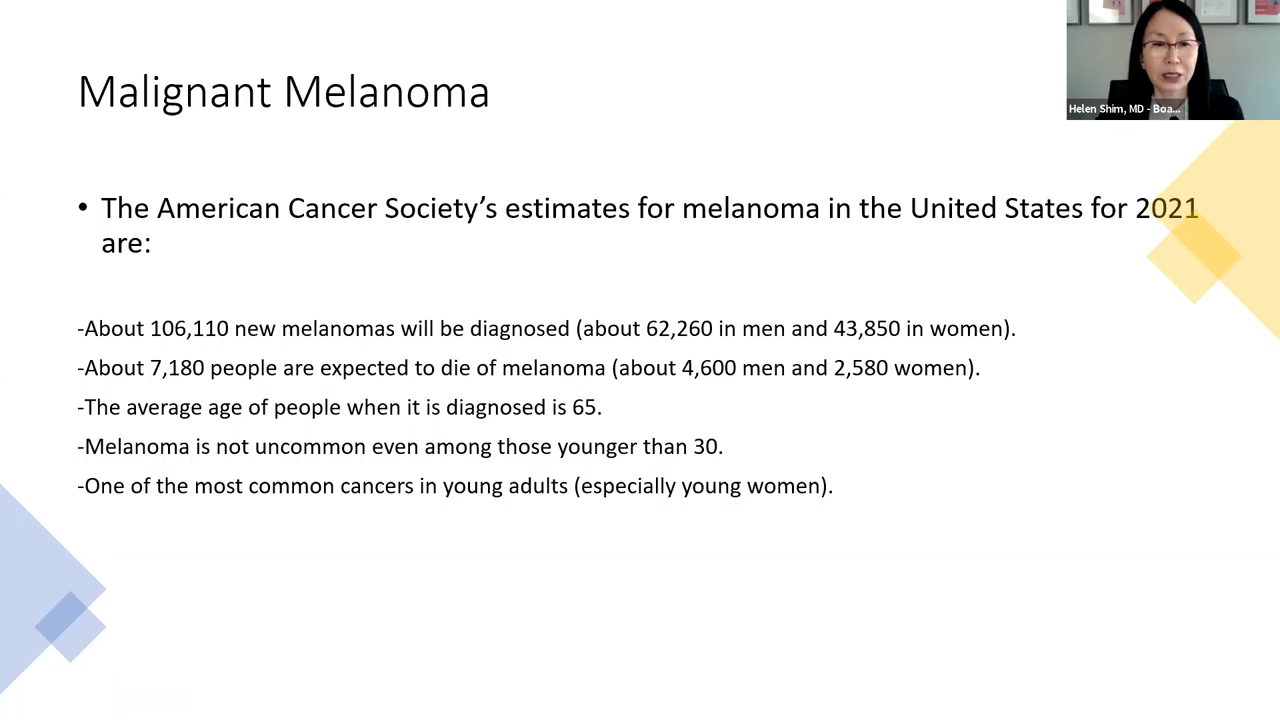 Malignant Melanoma
Helen Shim, MD - Boa...
• The American Cancer Society’s estimates for melanoma in the United States for 2021
are:
-About 106,110 new melanomas will be diagnosed (about 62,260 in men and 43,850 in women).
-About 7,180 people are expected to die of melanoma (about 4,600 men and 2,580 women).
-The average age of people when it is diagnosed is 65.
-Melanoma is not uncommon even among those younger than 30.
-One of the most common cancers in young adults (especially young women).